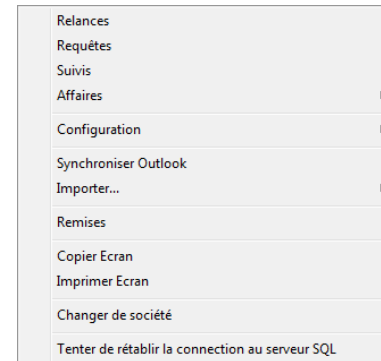 Relances
Requêtes
Suivis
Affaires
Configuration
Synchroniser Outlook
Importer...
Remises
Copier Ecran
Imprimer Ecran
Changer de société
Tenter de rétablir la connection au serveur SQL